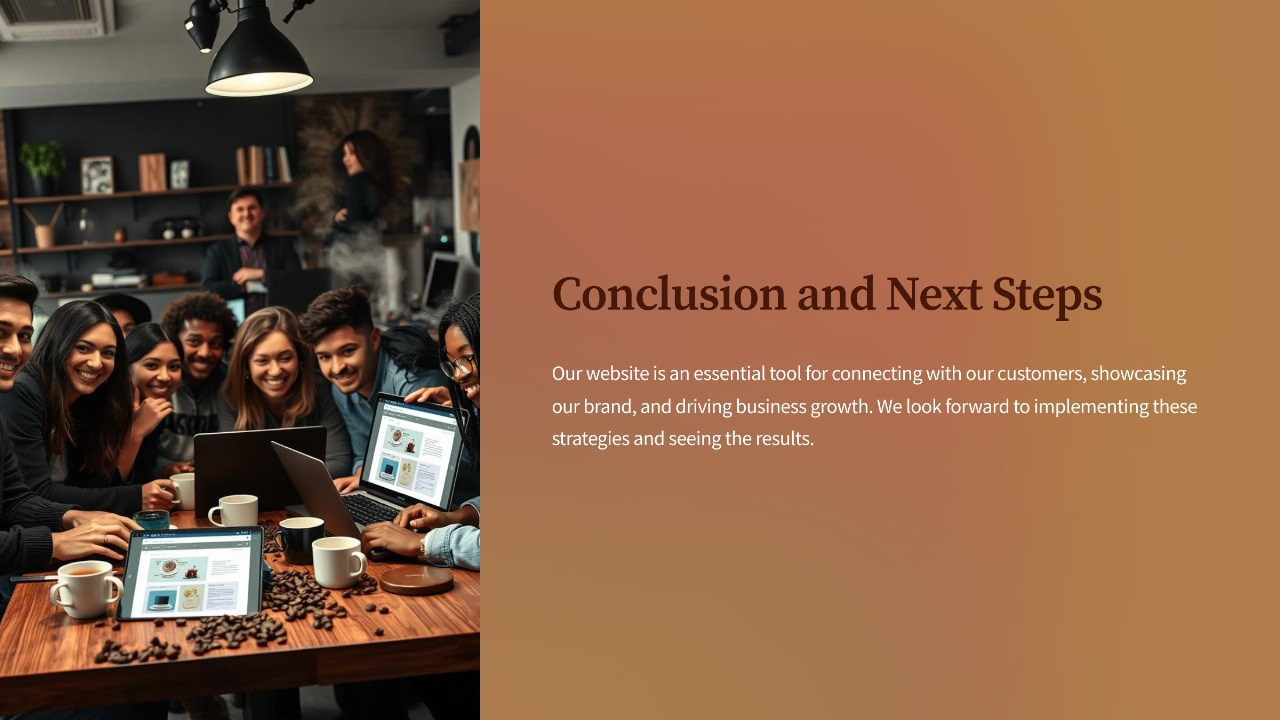 Conclusion and Next Steps
Our website is an essential tool for connecting with our customers, showcasing
our brand, and driving business growth. We look forward to implementing these
strategies and seeing the results.